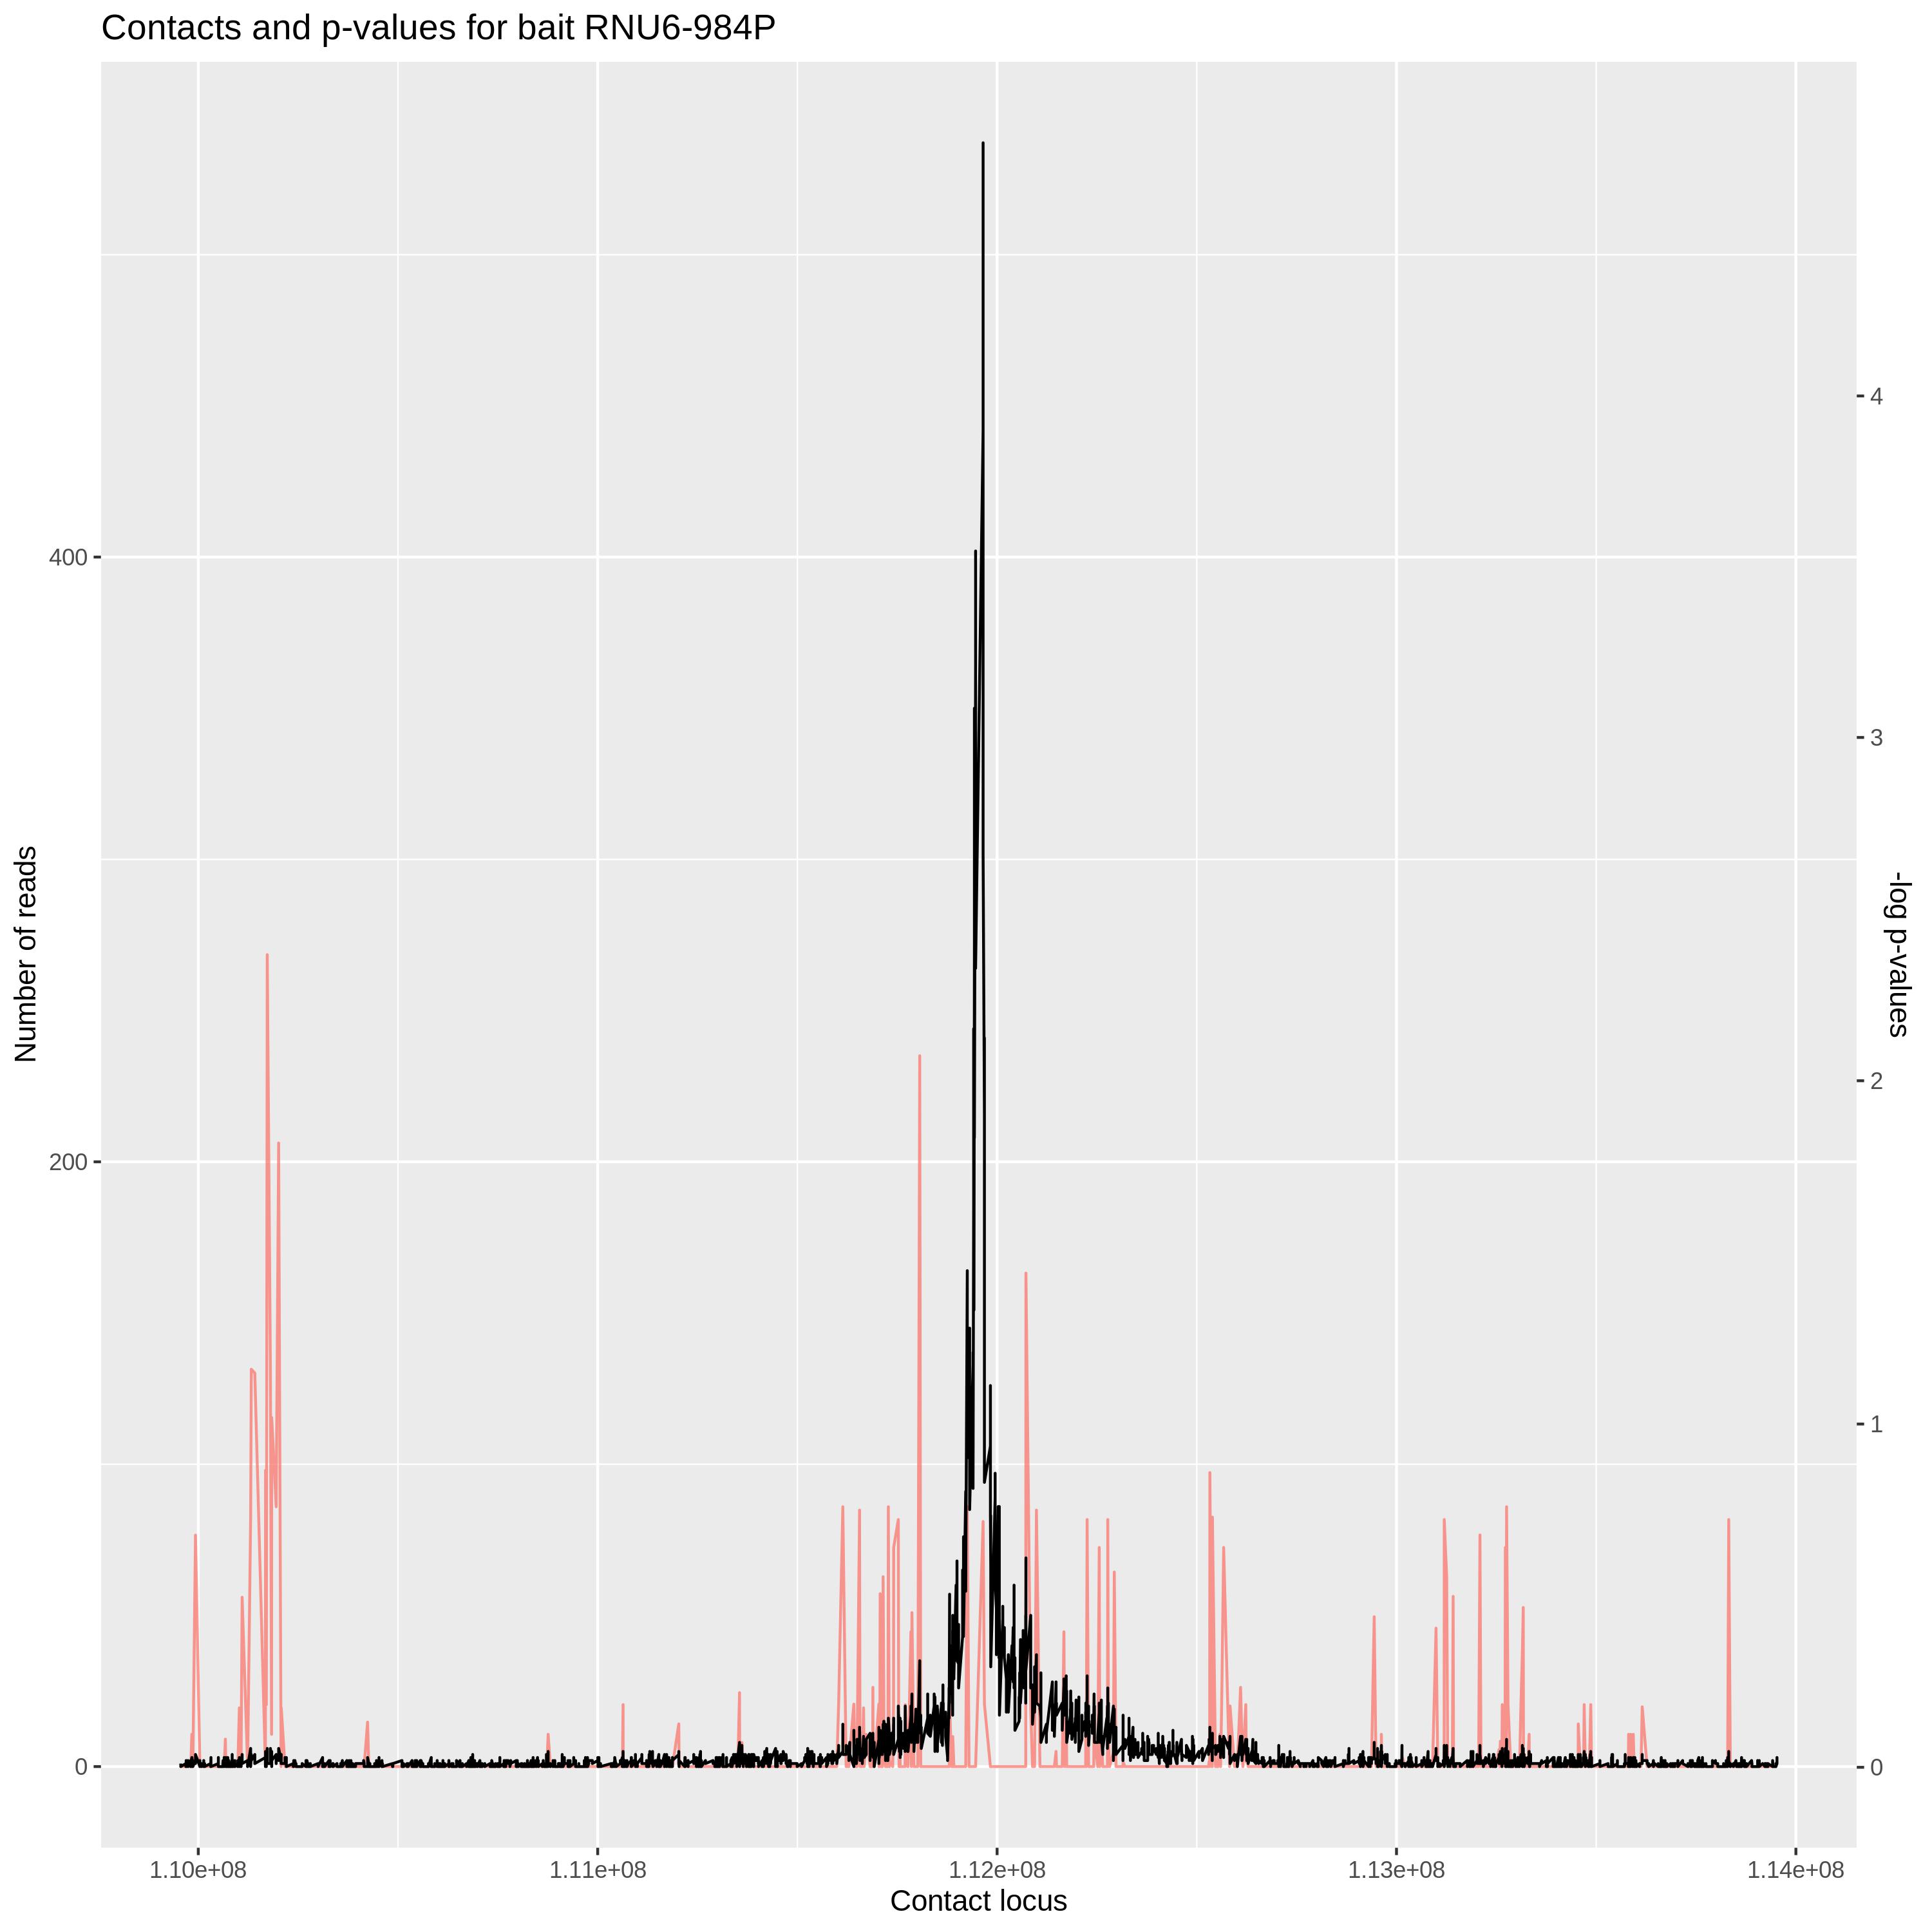 Contacts and p-values for bait RNU6-984P
Number of reads
400
200
0
4
3
2
1
0
-log p-values
1.10e+08
1.11e+08
1.12e+08
1.13e+08
1.14e+08
Contact locus